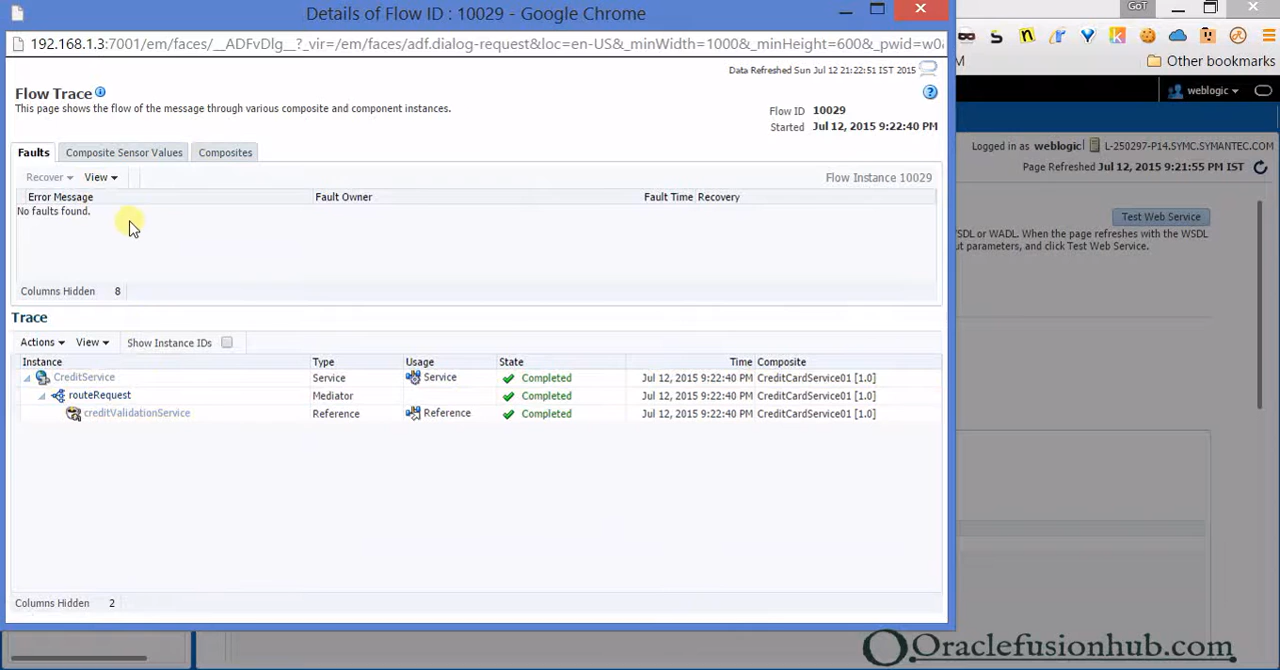 Details of Flow ID : 10029 - Google Chrome
GoT
192.168.1.3:7001/em/faces/__ADFvDlg__?_vir=/em/faces/adf.dialog-request&loc=en-US&_minWidth=1000&_minHeight=600&_pwid=w0
M
Other bookmarks
Data Refreshed Sun Jul 12 21:22:51 IST 2015
weblogic
Flow Trace
This page shows the flow of the message through various composite and component instances.
Flow ID 10029
Started Jul 12, 2015 9:22:40 PM
Logged in as weblogic L-250297-P14.SYMC.SYMANTEC.COM
Page Refreshed Jul 12, 2015 9:21:55 PM IST
Faults Composite Sensor Values Composites
Recover View Flow Instance 10029
Error Message Fault Owner Fault Time Recovery
No faults found.
Test Web Service
WSDL or WADL. When the page refreshes with the WSDL
ut parameters, and click Test Web Service.
Columns Hidden 8
Trace
Actions View Show Instance IDs
Instance Type Usage State Time Composite
CreditService Service Service Completed Jul 12, 2015 9:22:40 PM CreditCardService01 [1.0]
routeRequest Mediator Completed Jul 12, 2015 9:22:40 PM CreditCardService01 [1.0]
creditValidationService Reference Reference Completed Jul 12, 2015 9:22:40 PM CreditCardService01 [1.0]
Columns Hidden 2
Oraclefusionhub.com